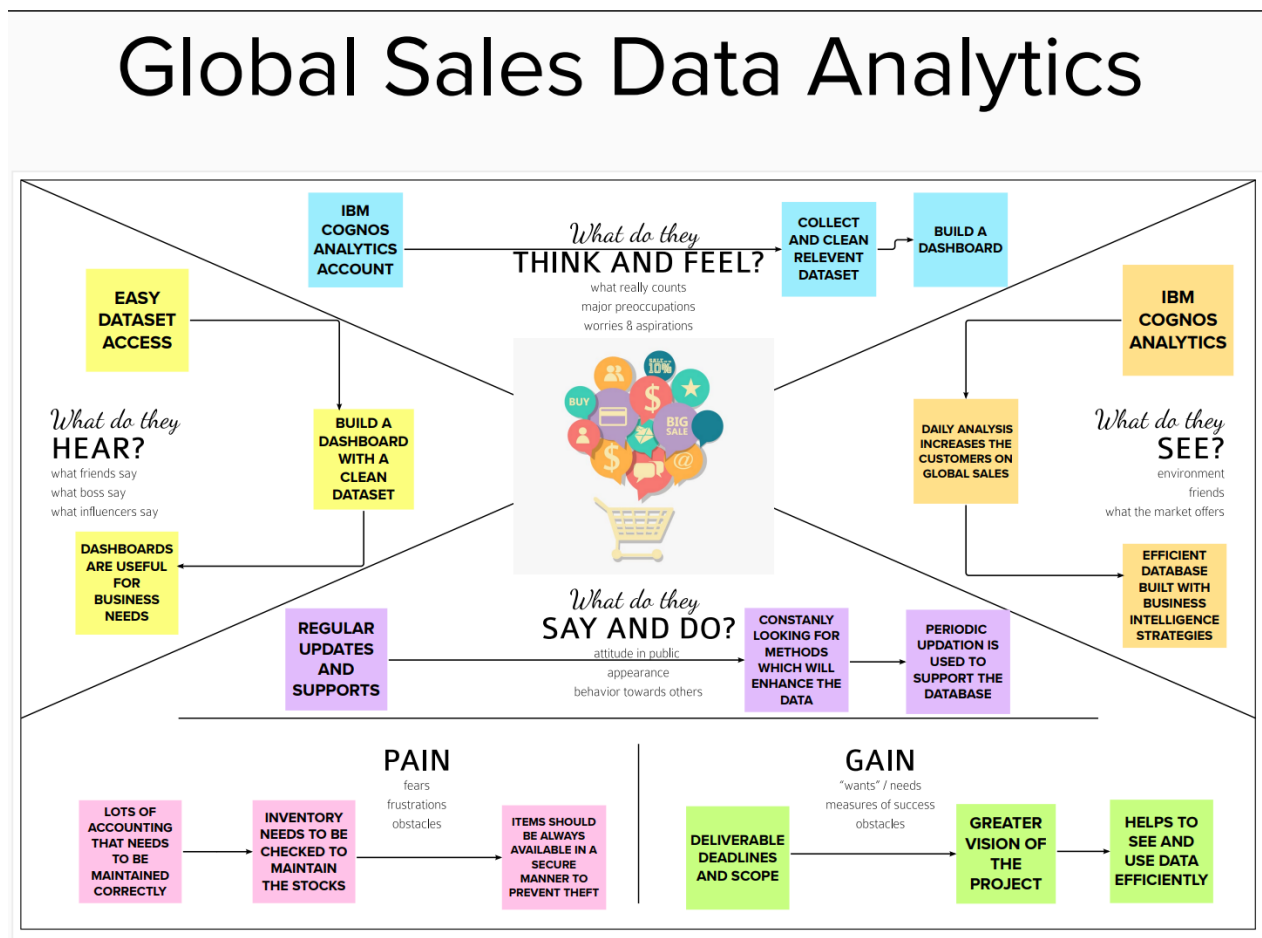 Global Sales Data Analytics
IBM
COGNOS
ANALYTICS
ACCOUNT
What do they
THINK AND FEEL?
what really counts
major preoccupations
worries & aspirations
COLLECT
AND CLEAN
RELEVENT
DATASET
BUILD A
DASHBOARD
EASY
DATASET
ACCESS
What do they
HEAR?
what friends say
what boss say
what influencers say
BUILD A
DASHBOARD
WITH A
CLEAN
DATASET
DASHBOARDS
ARE USEFUL
FOR
BUSINESS
NEEDS
10%
BUY
$
BIG
SALE
$
@
IBM
COGNOS
ANALYTICS
DAILY ANALYSIS
INCREASES THE
CUSTOMERS ON
GLOBAL SALES
What do they
SEE?
environment
friends
what the market offers
EFFICIENT
DATABASE
BUILT WITH
BUSINESS
INTELLIGENCE
STRATEGIES
REGULAR
UPDATES
AND
SUPPORTS
What do they
SAY AND DO?
attitude in public
appearance
behavior towards others
CONSTANLY
LOOKING FOR
METHODS
WHICH WILL
ENHANCE THE
DATA
PERIODIC
UPDATION IS
USED TO
SUPPORT THE
DATABASE
PAIN
fears
frustrations
obstacles
LOTS OF
ACCOUNTING
THAT NEEDS
TO BE
MAINTAINED
CORRECTLY
INVENTORY
NEEDS TO BE
CHECKED TO
MAINTAIN
THE STOCKS
ITEMS SHOULD
BE ALWAYS
AVAILABLE IN A
SECURE
MANNER TO
PREVENT THEFT
GAIN
"wants" / needs
measures of success
obstacles
DELIVERABLE
DEADLINES
AND SCOPE
GREATER
VISION OF
THE
PROJECT
HELPS TO
SEE AND
USE DATA
EFFICIENTLY